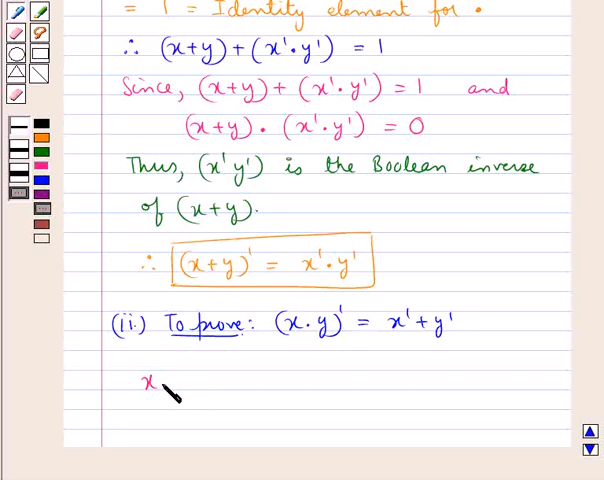 = 1 = Identity element for •
∴ (x+y)+(x'·y') = 1
Since, (x+y)+(x'·y') = 1 and
(x+y)·(x'·y') = 0
Thus, (x' y') is the Boolean inverse
of (x+y).
∴ (x+y)' = x'·y'
(ii.) To prove: (x·y)' = x'+y'
x